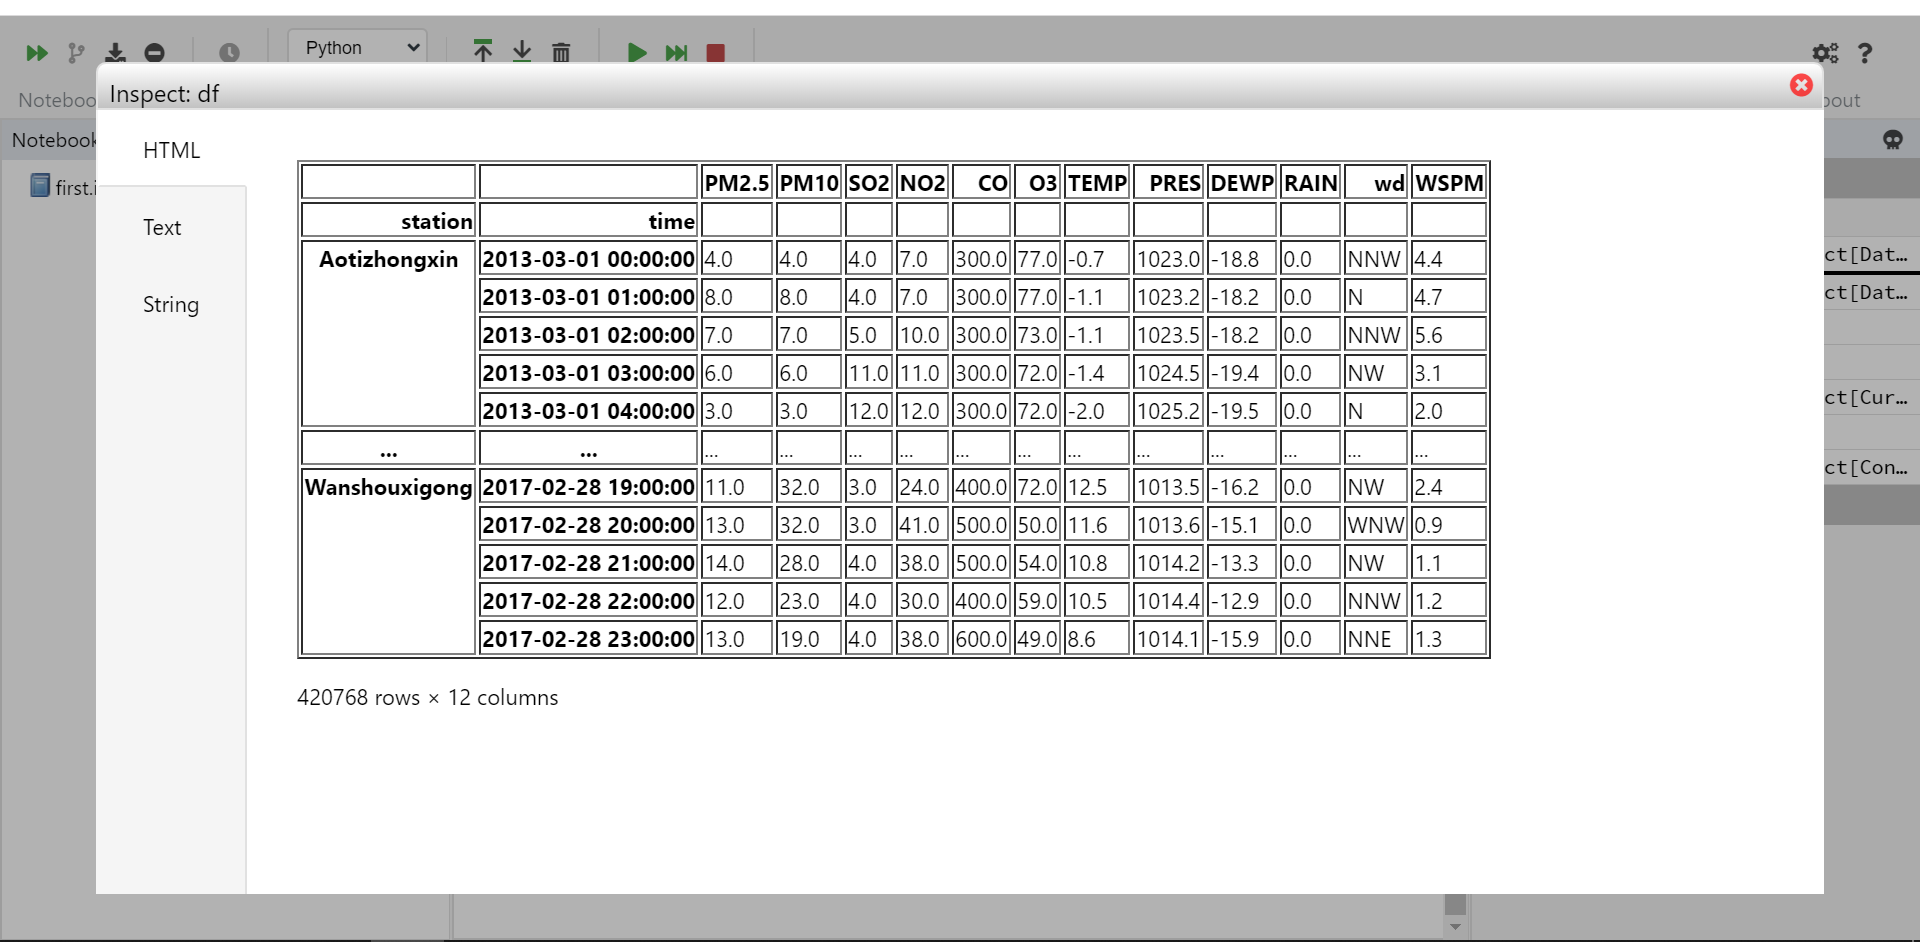 Python
Noteboo
bout
Inspect: df
Notebook
first.i
HTML
Text
String
PM2.5 PM10 SO2 NO2 CO O3 TEMP PRES DEWP RAIN wd WSPM
station time
Aotizhongxin 2013-03-01 00:00:00 4.0 4.0 4.0 7.0 300.0 77.0 -0.7 1023.0 -18.8 0.0 NNW 4.4
2013-03-01 01:00:00 8.0 8.0 4.0 7.0 300.0 77.0 -1.1 1023.2 -18.2 0.0 N 4.7
2013-03-01 02:00:00 7.0 7.0 5.0 10.0 300.0 73.0 -1.1 1023.5 -18.2 0.0 NNW 5.6
2013-03-01 03:00:00 6.0 6.0 11.0 11.0 300.0 72.0 -1.4 1024.5 -19.4 0.0 NW 3.1
2013-03-01 04:00:00 3.0 3.0 12.0 12.0 300.0 72.0 -2.0 1025.2 -19.5 0.0 N 2.0
... ... ... ... ... ... ... ... ... ... ... ... ... ...
Wanshouxigong 2017-02-28 19:00:00 11.0 32.0 3.0 24.0 400.0 72.0 12.5 1013.5 -16.2 0.0 NW 2.4
2017-02-28 20:00:00 13.0 32.0 3.0 41.0 500.0 50.0 11.6 1013.6 -15.1 0.0 WNW 0.9
2017-02-28 21:00:00 14.0 28.0 4.0 38.0 500.0 54.0 10.8 1014.2 -13.3 0.0 NW 1.1
2017-02-28 22:00:00 12.0 23.0 4.0 30.0 400.0 59.0 10.5 1014.4 -12.9 0.0 NNW 1.2
2017-02-28 23:00:00 13.0 19.0 4.0 38.0 600.0 49.0 8.6 1014.1 -15.9 0.0 NNE 1.3
420768 rows × 12 columns
ct[Dat…
ct[Dat…
ct[Cur…
ct[Con…